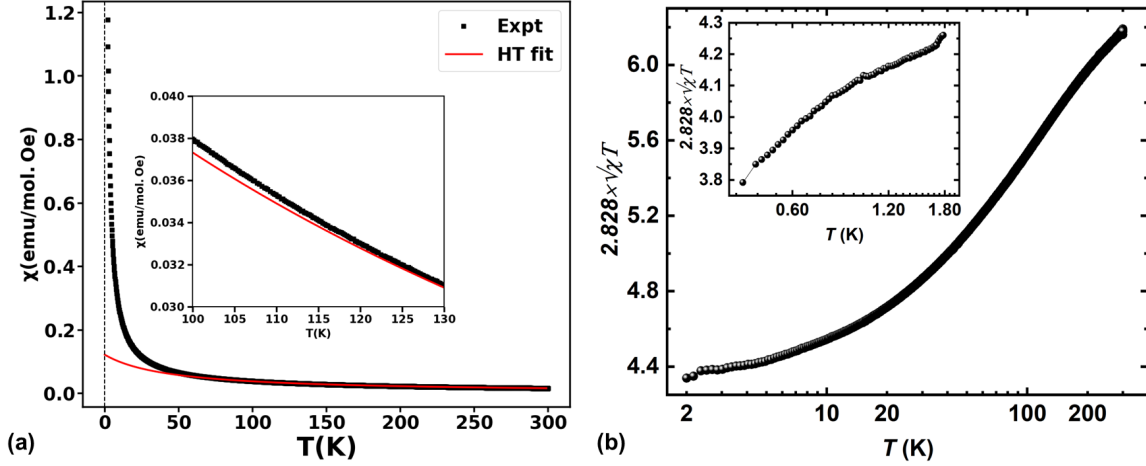 1.2
1.0
0.8
0.6
0.4
0.2
0.0
χ(emu/mol. Oe)
Expt
HT fit
0.040
0.038
0.036
0.034
0.032
0.030
χ(emu/mol. Oe)
100 105 110 115 120 125 130
T(K)
0 50 100 150 200 250 300
T(K)
(a)
6.0
5.6
5.2
4.8
4.4
2.828×√χT
4.3
4.2
4.1
4.0
3.9
3.8
2.828×√χT
0.60 1.20 1.80
T (K)
2 10 20 100 200
T (K)
(b)